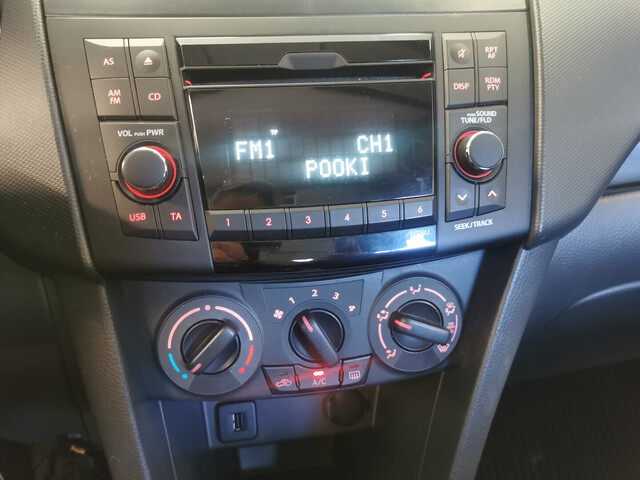 AS
RPT
AF
AM
FM
CD
DISP
RDM
PTY
VOL PUSH PWR
PUSH SOUND
TUNE/FLD
TP
FM1 CH1
POOKI
USB TA
1 2 3 4 5 6
SEEK/TRACK
MENU
1 2 3
A/C